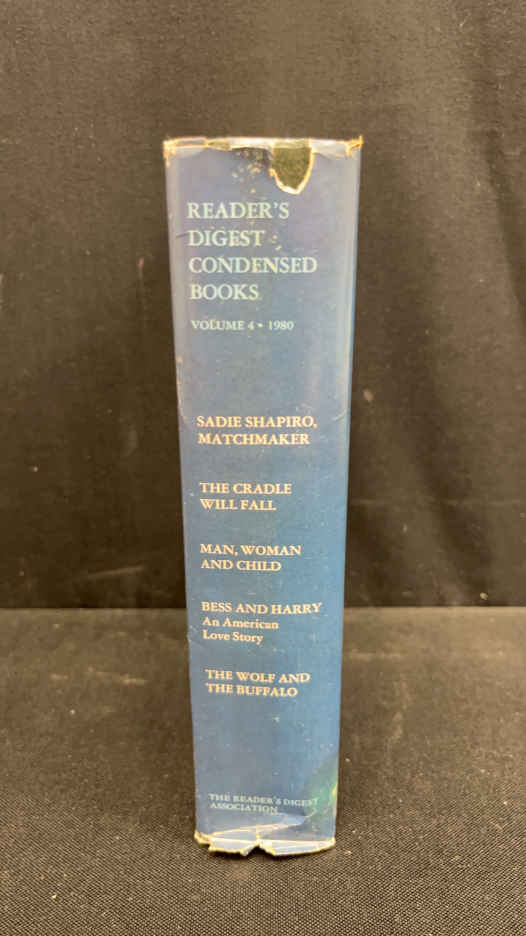 READER'S
DIGEST
CONDENSED
BOOKS
VOLUME 4 • 1980
SADIE SHAPIRO,
MATCHMAKER
THE CRADLE
WILL FALL
MAN, WOMAN
AND CHILD
BESS AND HARRY
An American
Love Story
THE WOLF AND
THE BUFFALO
THE READER'S DIGEST
ASSOCIATION